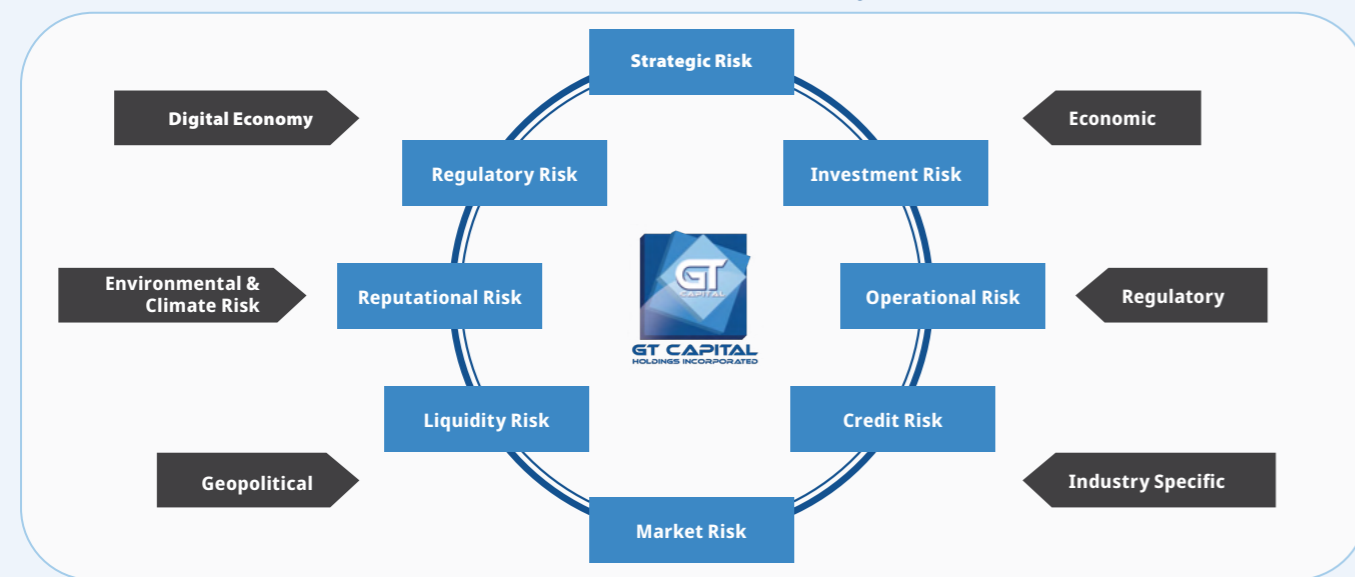 Strategic Risk
Digital Economy
Economic
Regulatory Risk
Investment Risk
GT
CAPITAL
Environmental &
Climate Risk
Reputational Risk
Operational Risk
Regulatory
GT CAPITAL
HOLDINGS INCORPORATED
Liquidity Risk
Credit Risk
Geopolitical
Industry Specific
Market Risk